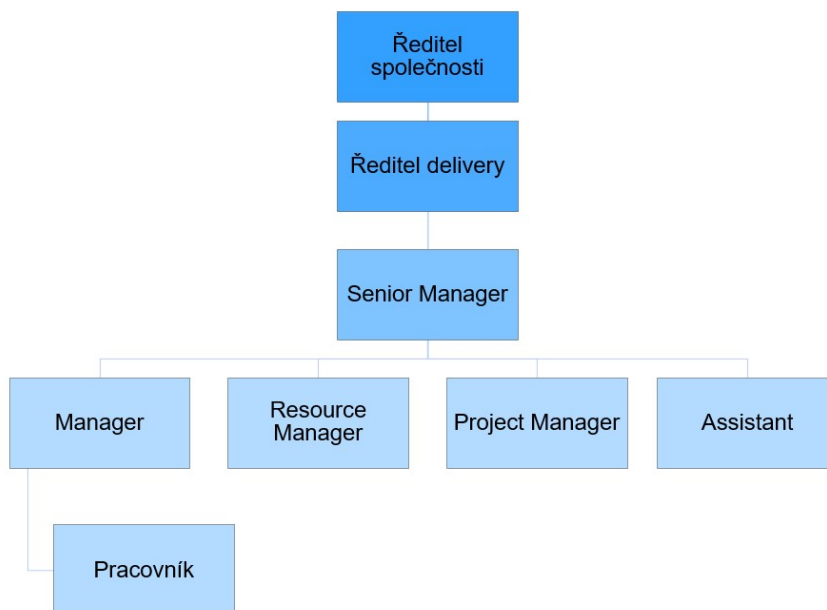 Ředitel
společnosti
Ředitel delivery
Senior Manager
Manager
Resource
Manager
Project Manager
Assistant
Pracovník